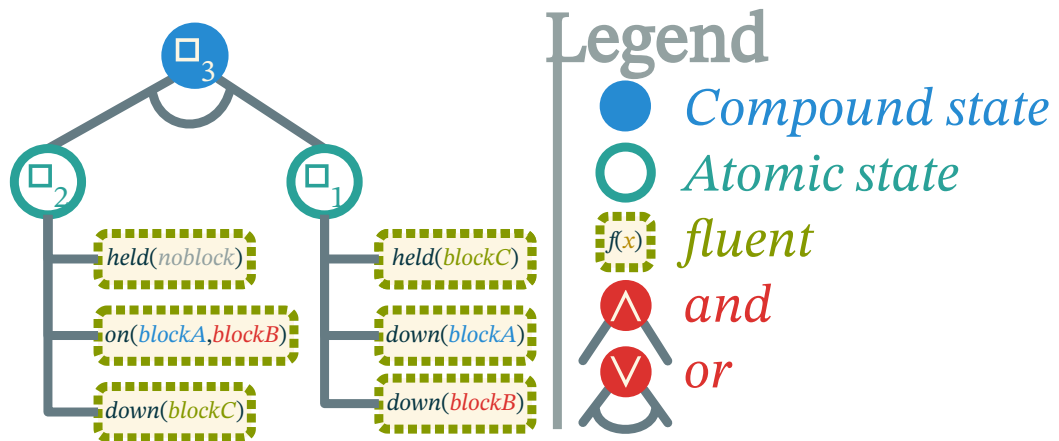 □3
□2
□1
held(noblock)
on(blockA,blockB)
down(blockC)
held(blockC)
down(blockA)
down(blockB)
Legend
Compound state
Atomic state
f(x) fluent
∧ and
∨ or